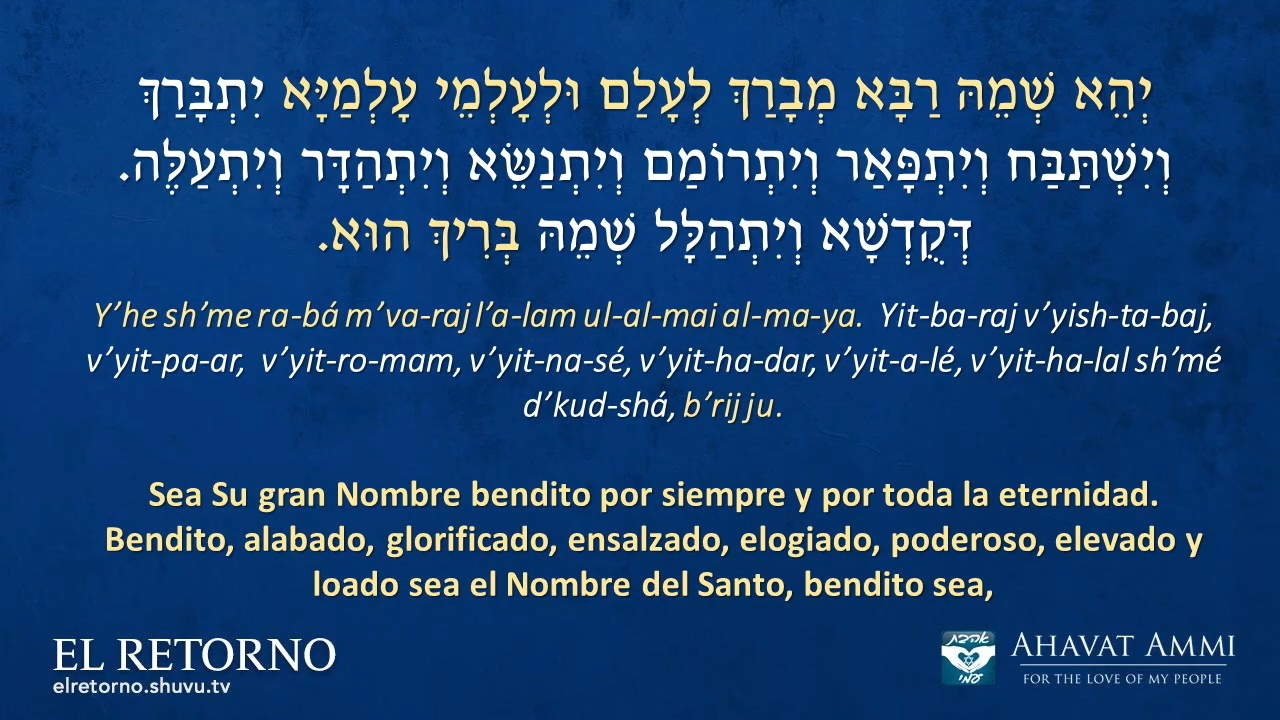 יְהֵא שְׁמֵהּ רַבָּא מְבָרַךְ לְעָלַם וּלְעָלְמֵי עָלְמַיָּא יִתְבָּרַךְ
וְיִשְׁתַּבַּח וְיִתְפָּאַר וְיִתְרוֹמַם וְיִתְנַשֵּׂא וְיִתְהַדָּר וְיִתְעַלֶּה.
דְּקֻדְשָׁא וְיִתְהַלָּל שְׁמֵהּ בְּרִיךְ הוּא.
Y’he sh’me ra-bá m’va-raj l’a-lam ul-al-mai al-ma-ya. Yit-ba-raj v’yish-ta-baj,
v’yit-pa-ar, v’yit-ro-mam, v’yit-na-sé, v’yit-ha-dar, v’yit-a-lé, v’yit-ha-lal sh’mé
d’kud-shá, b’rij ju.
Sea Su gran Nombre bendito por siempre y por toda la eternidad.
Bendito, alabado, glorificado, ensalzado, elogiado, poderoso, elevado y
loado sea el Nombre del Santo, bendito sea,
EL RETORNO
elretorno.shuvu.tv
אהבת
עמי
AHAVAT AMMI
FOR THE LOVE OF MY PEOPLE